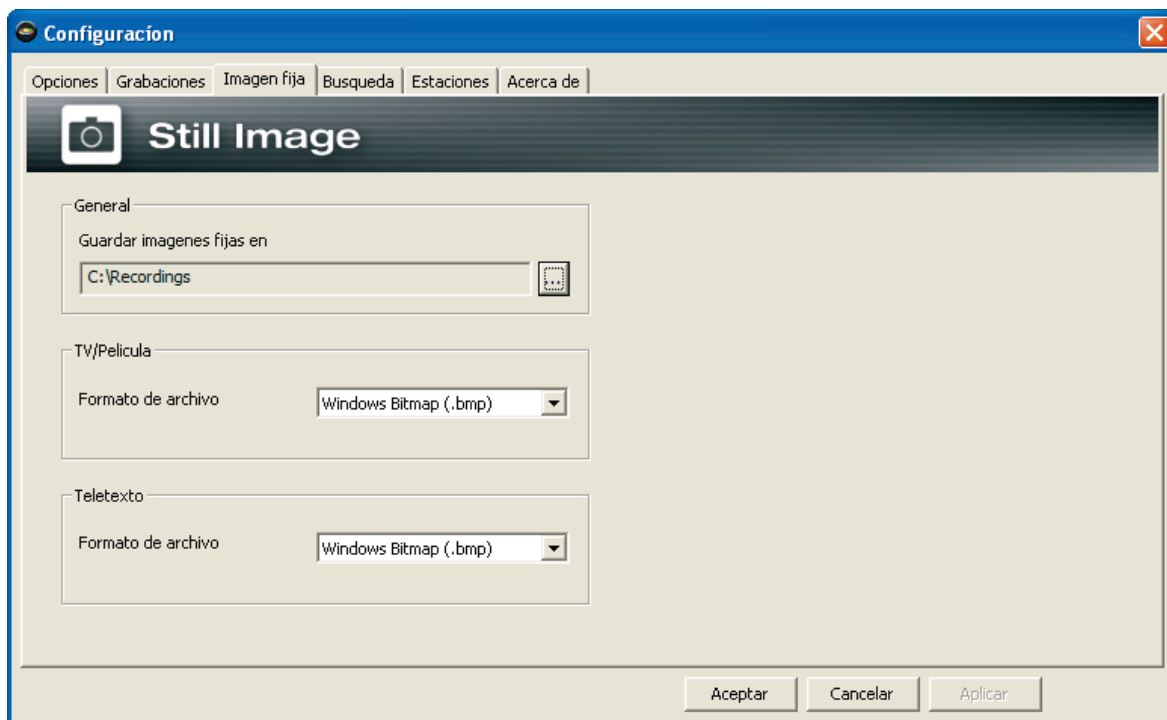 Configuracíon
Opciones Grabaciones Imagen fija Busqueda Estaciones Acerca de
Still Image
General
Guardar imagenes fijas en
C:\Recordings
...
TV/Pelicula
Formato de archivo Windows Bitmap (.bmp)
Teletexto
Formato de archivo Windows Bitmap (.bmp)
Aceptar Cancelar Aplicar